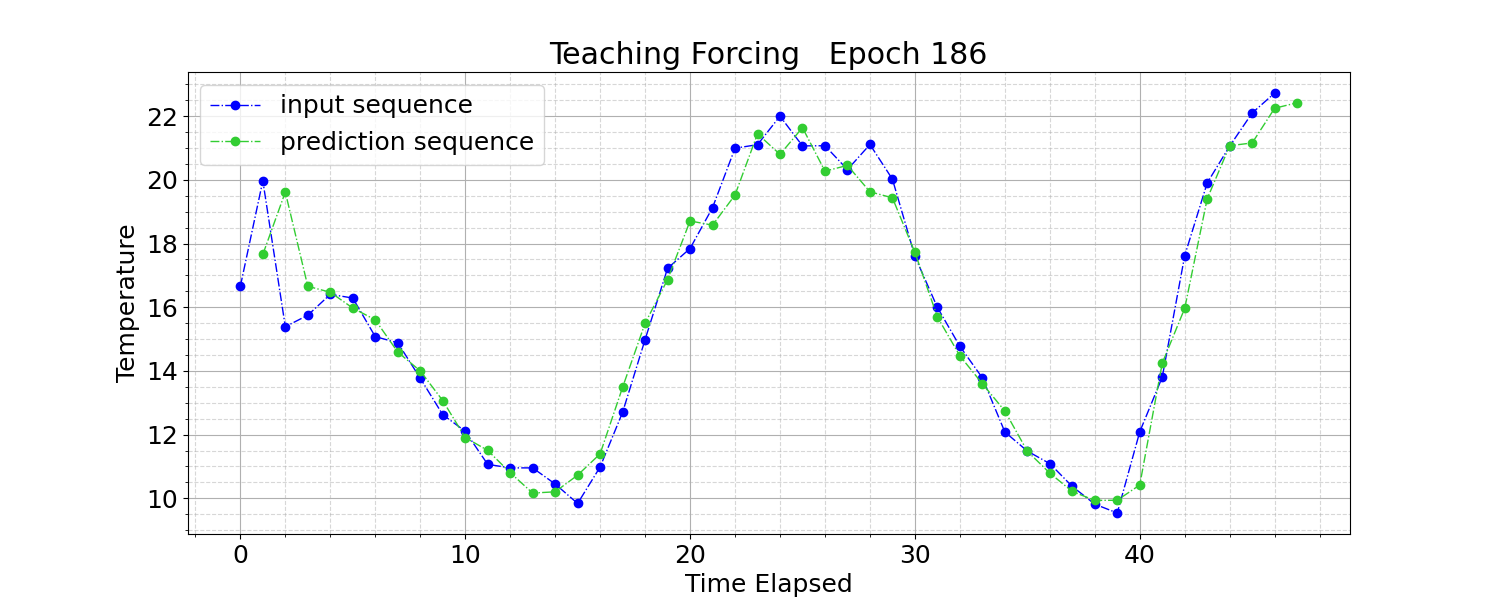 Teaching Forcing   Epoch 186
input sequence
prediction sequence
Temperature
22
20
18
16
14
12
10
0 10 20 30 40
Time Elapsed